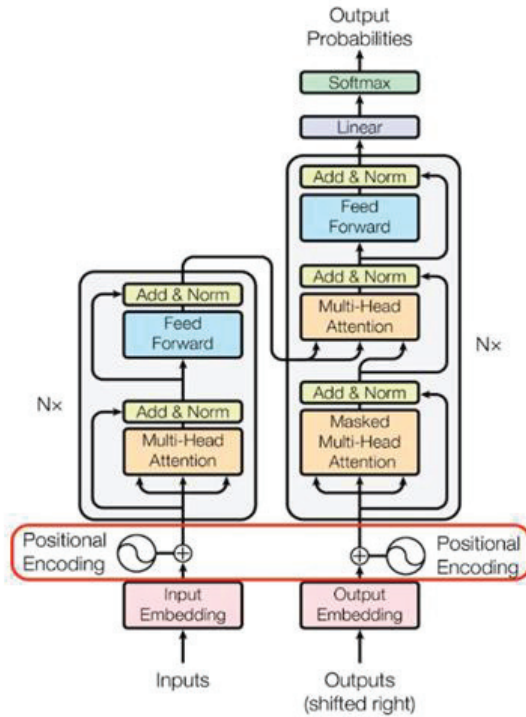 Output
Probabilities
Softmax
Linear
Add & Norm
Feed
Forward
Add & Norm
Multi-Head
Attention
Nx
Add & Norm
Masked
Multi-Head
Attention
Add & Norm
Feed
Forward
Nx
Add & Norm
Multi-Head
Attention
Positional
Encoding
Positional
Encoding
Input
Embedding
Output
Embedding
Inputs
Outputs
(shifted right)